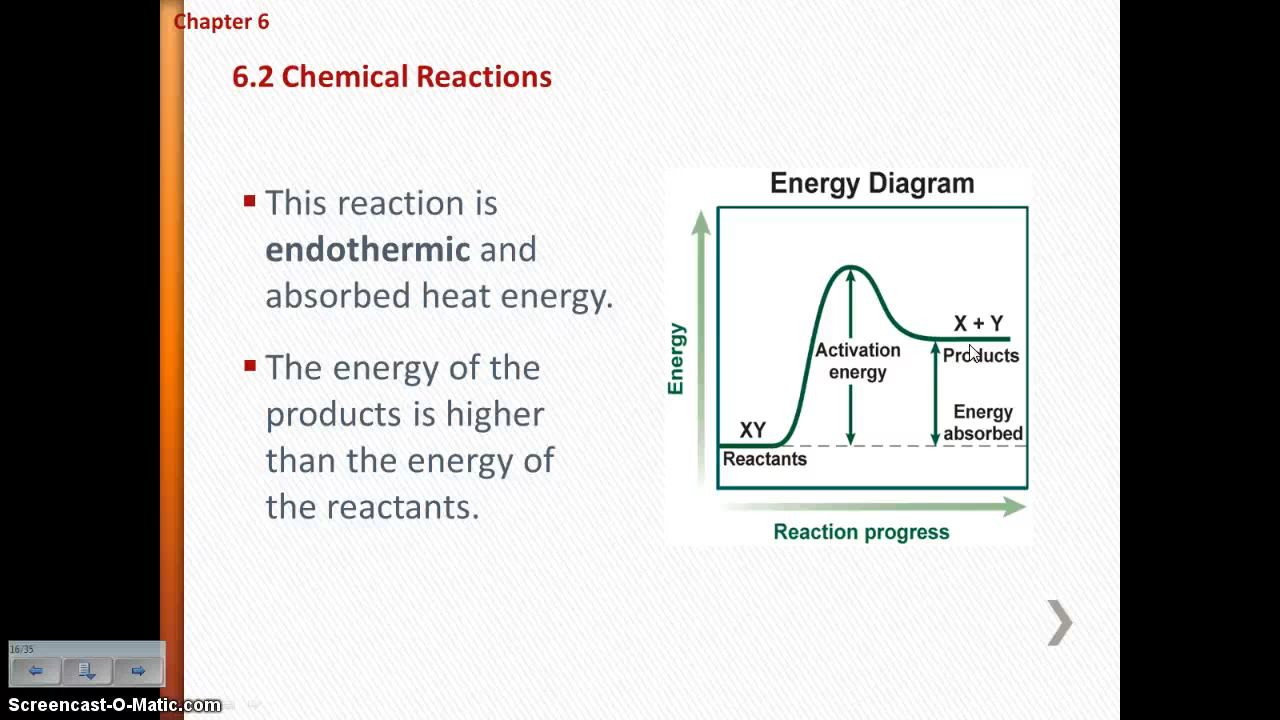 Chapter 6
6.2 Chemical Reactions
This reaction is
endothermic and
absorbed heat energy.
The energy of the
products is higher
than the energy of
the reactants.
Energy Diagram
Energy
X + Y
Products
Activation
energy
XY
Reactants
Energy
absorbed
Reaction progress
16/35
Screencast-O-Matic.com